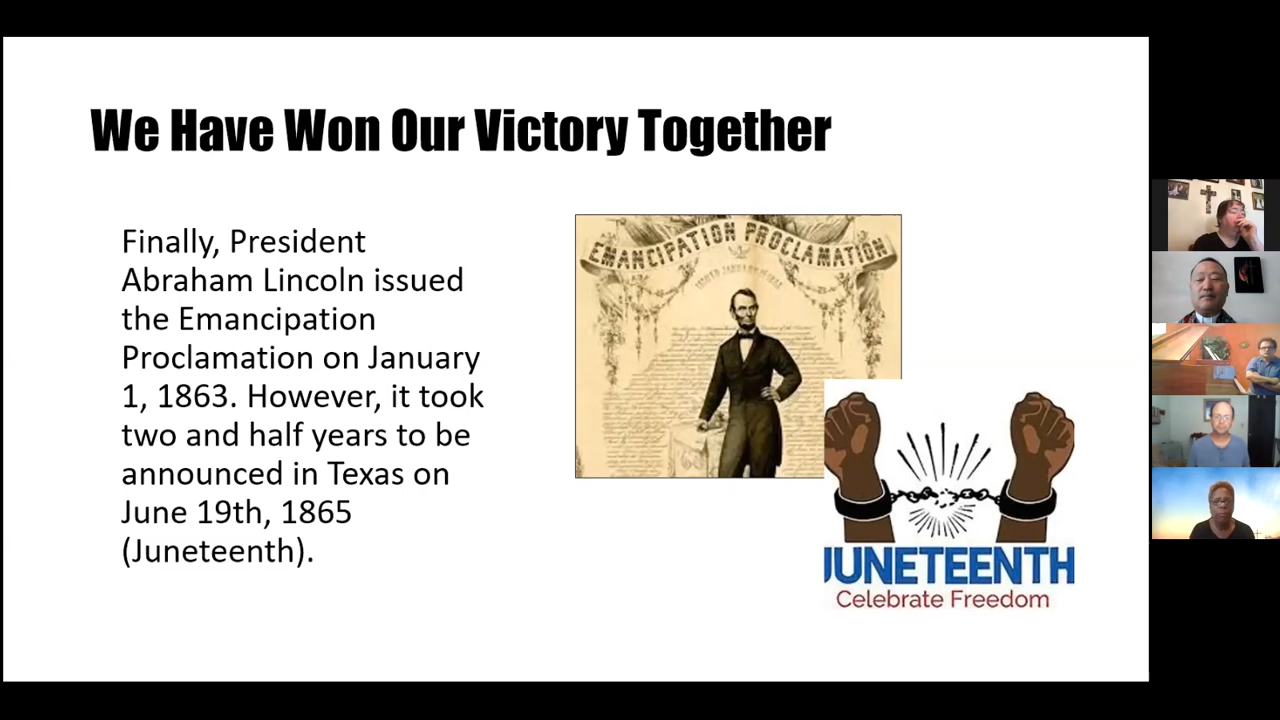 We Have Won Our Victory Together
Finally, President
Abraham Lincoln issued
the Emancipation
Proclamation on January
1, 1863. However, it took
two and half years to be
announced in Texas on
June 19th, 1865
(Juneteenth).
EMANCIPATION PROCLAMATION
JUNETEENTH
Celebrate Freedom